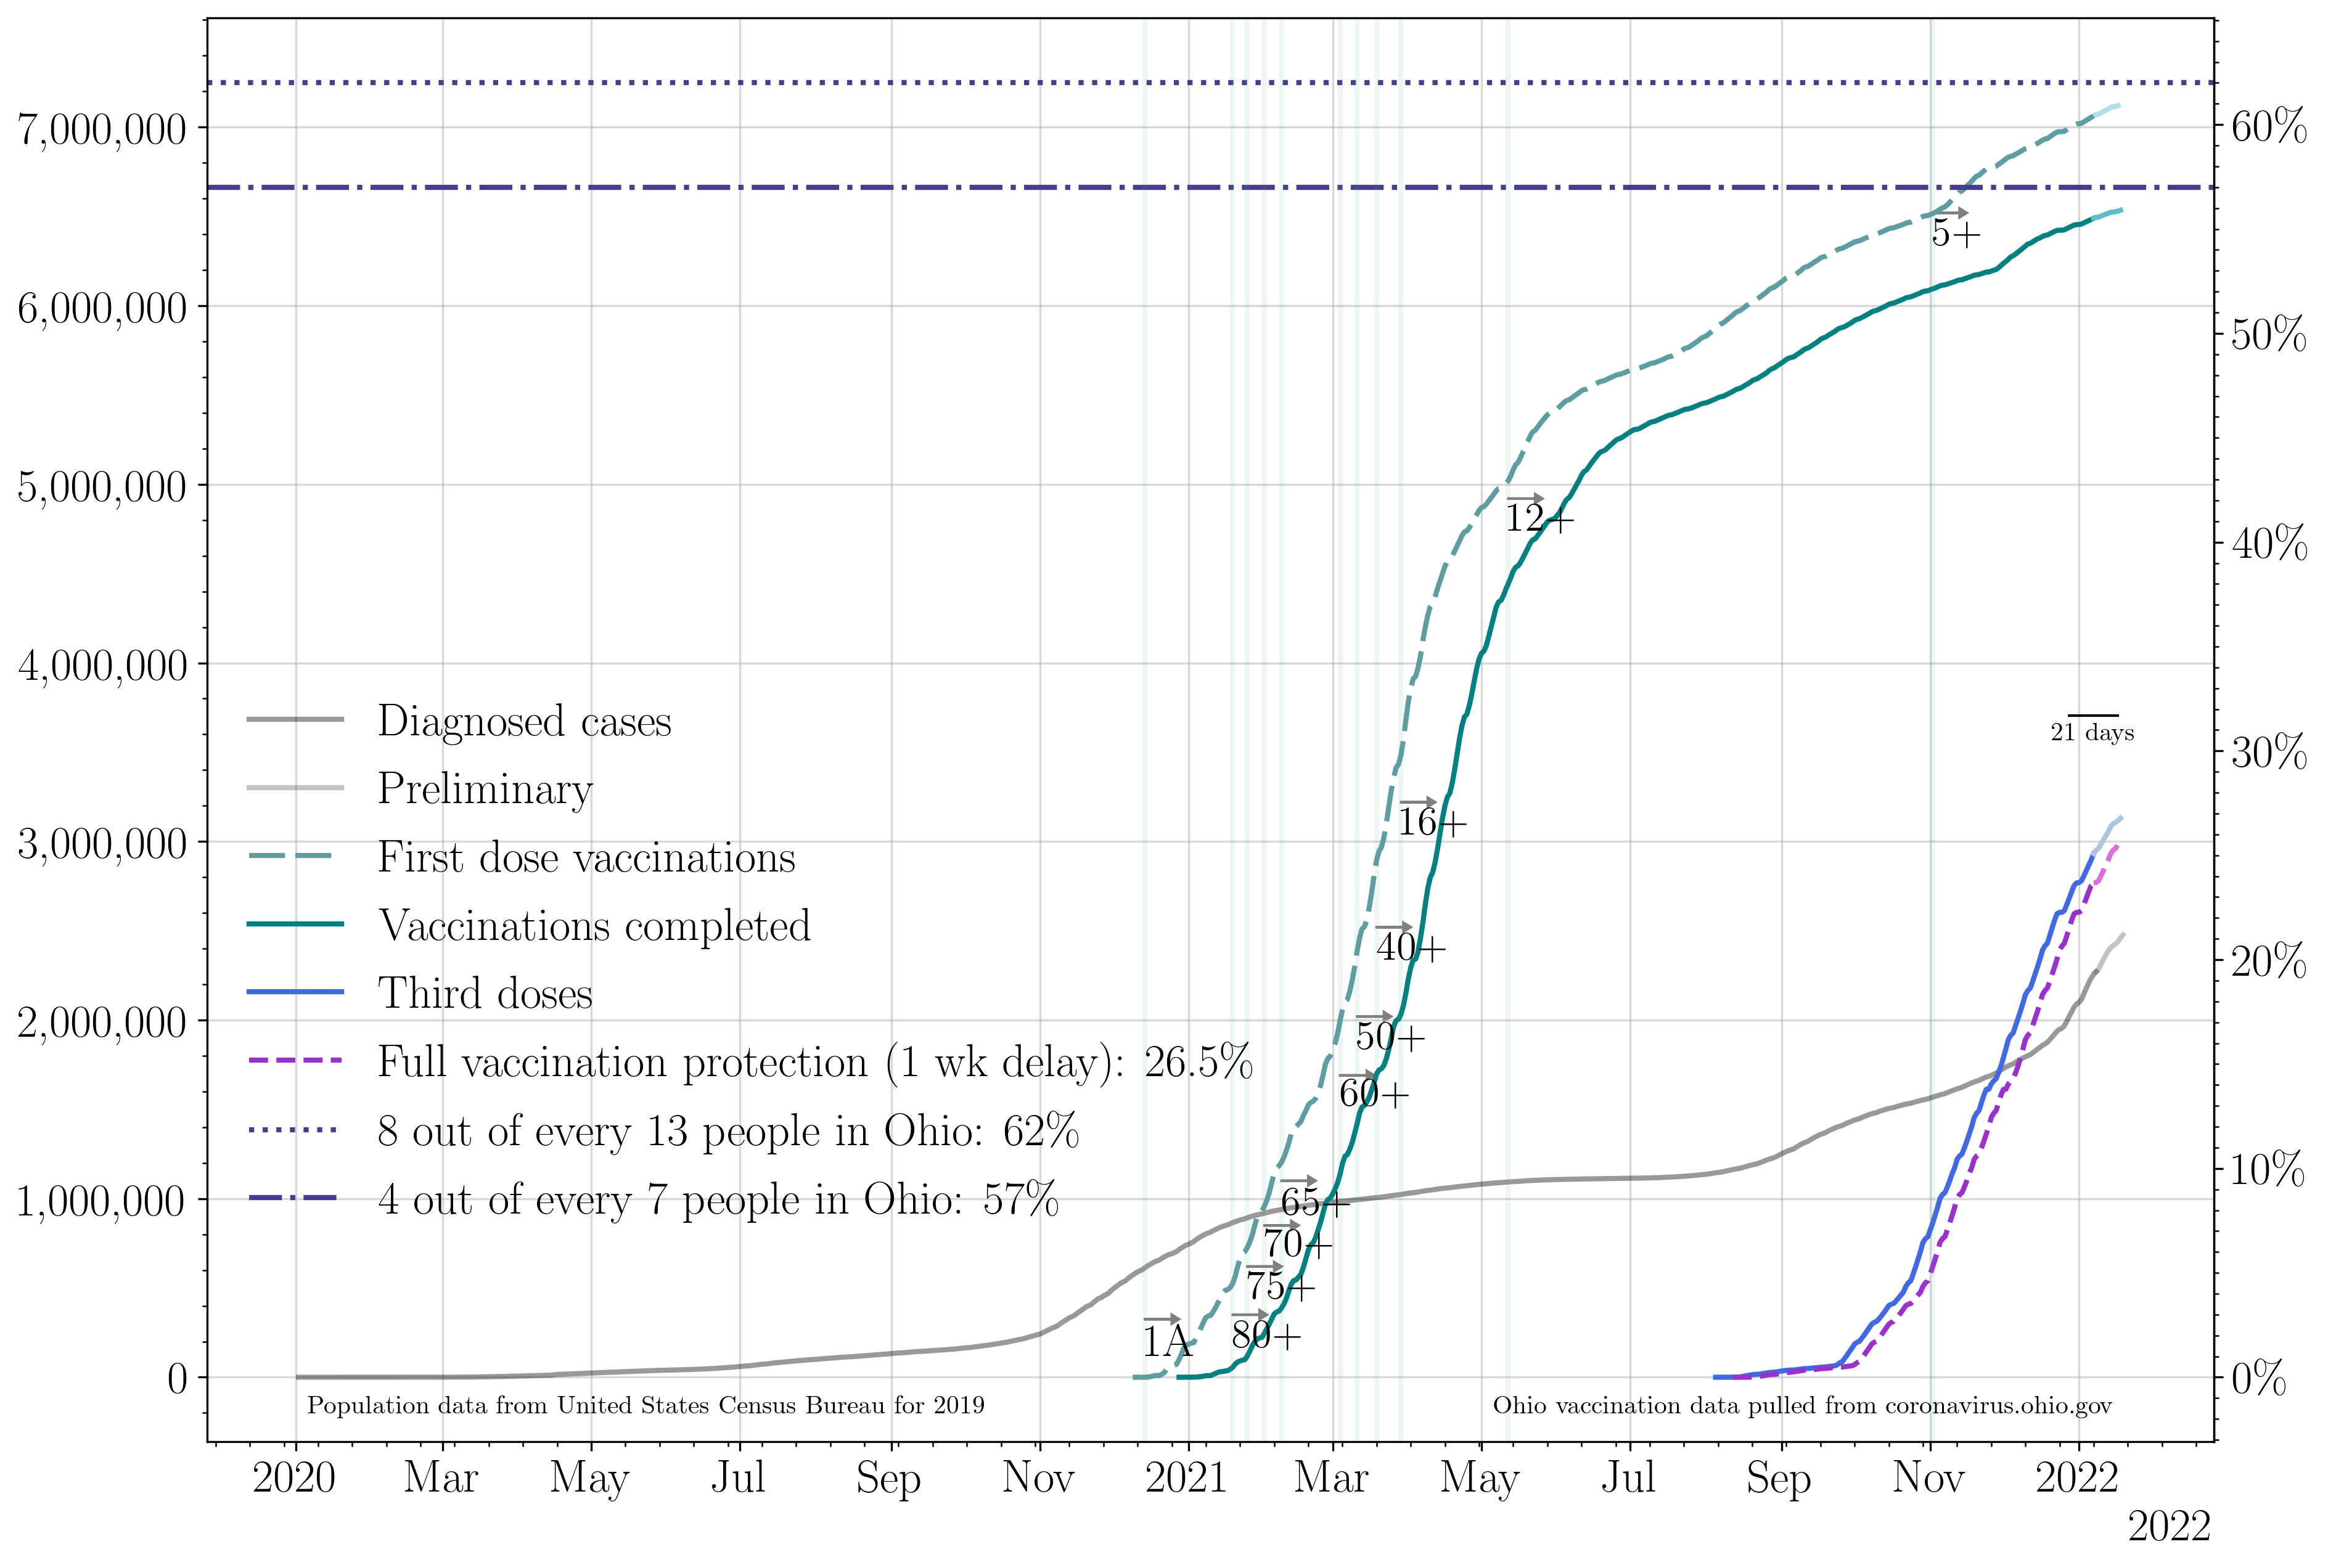 7,000,000
6,000,000
5,000,000
4,000,000
3,000,000
2,000,000
1,000,000
0
60%
50%
40%
30%
20%
10%
0%
5+
12+
16+
40+
50+
60+
65+
70+
75+
80+
1A
21 days
Diagnosed cases
Preliminary
First dose vaccinations
Vaccinations completed
Third doses
Full vaccination protection (1 wk delay): 26.5%
8 out of every 13 people in Ohio: 62%
4 out of every 7 people in Ohio: 57%
Population data from United States Census Bureau for 2019
Ohio vaccination data pulled from coronavirus.ohio.gov
2020 Mar May Jul Sep Nov 2021 Mar May Jul Sep Nov 2022
2022